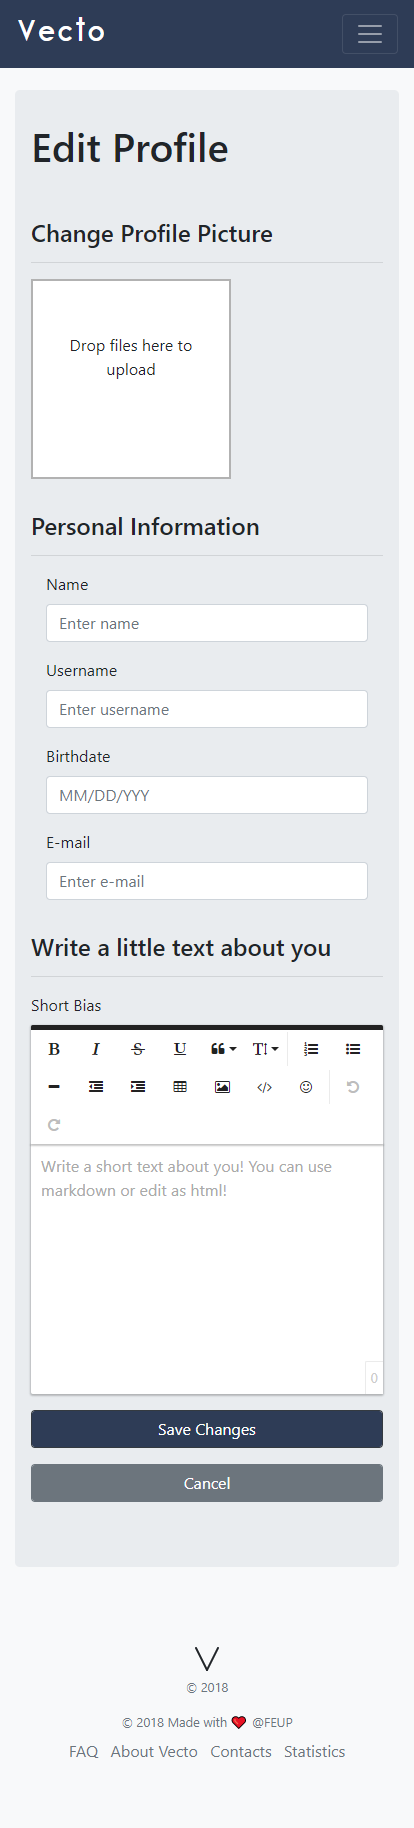 Vecto
Edit Profile
Change Profile Picture
Drop files here to
upload
Personal Information
Name
Enter name
Username
Enter username
Birthdate
MM/DD/YYY
E-mail
Enter e-mail
Write a little text about you
Short Bias
B I S U T
Write a short text about you! You can use
markdown or edit as html!
0
Save Changes
Cancel
© 2018
© 2018 Made with @FEUP
FAQ About Vecto Contacts Statistics